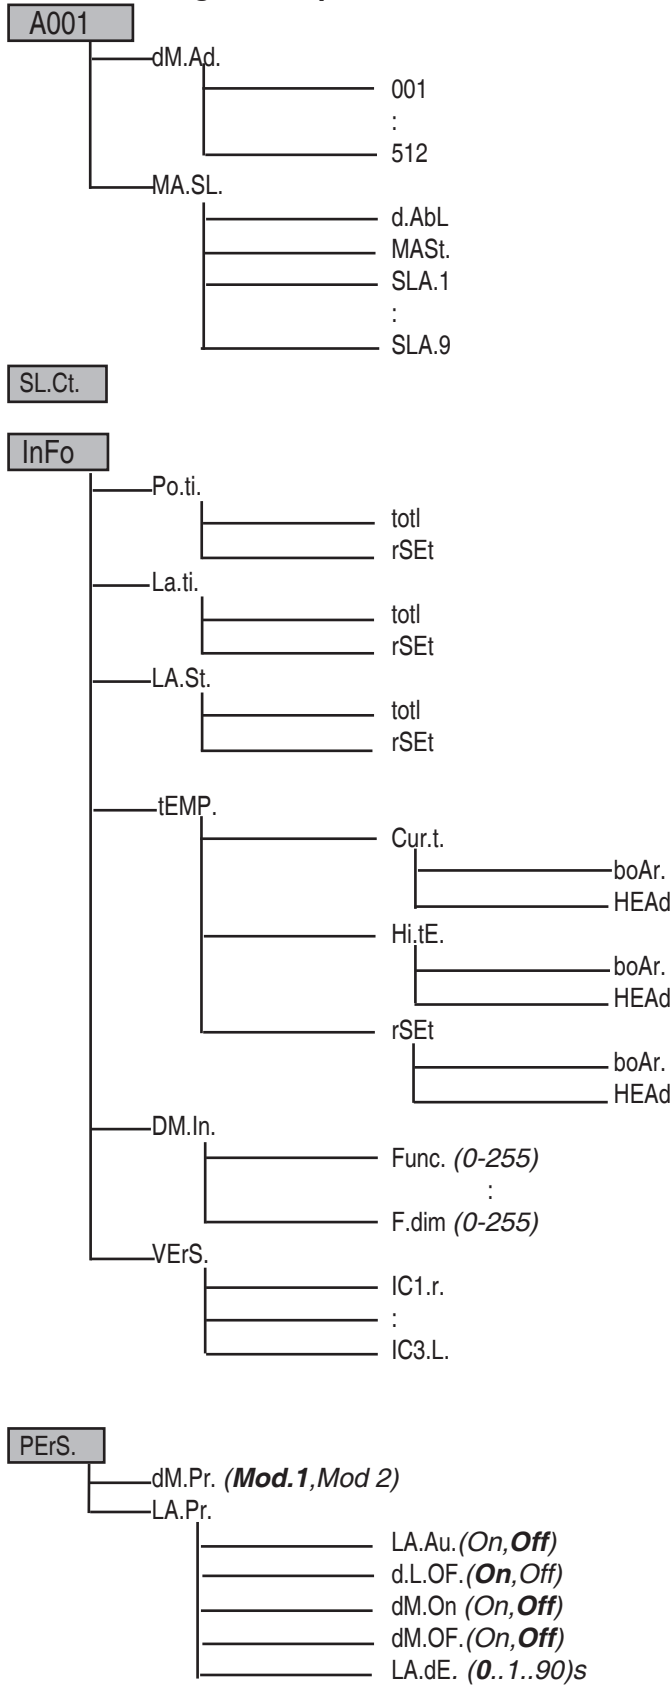 A001
dM.Ad.
001
:
512
MA.SL.
d.AbL
MASt.
SLA.1
:
SLA.9
SL.Ct.
InFo
Po.ti.
totl
rSEt
La.ti.
totl
rSEt
LA.St.
totl
rSEt
tEMP.
Cur.t.
boAr.
HEAd
Hi.tE.
boAr.
HEAd
rSEt
boAr.
HEAd
DM.In.
Func. (0-255)
:
F.dim (0-255)
VErS.
IC1.r.
:
IC3.L.
PErS.
dM.Pr. (Mod.1,Mod 2)
LA.Pr.
LA.Au.(On,Off)
d.L.OF.(On,Off)
dM.On (On,Off)
dM.OF.(On,Off)
LA.dE. (0..1..90)s